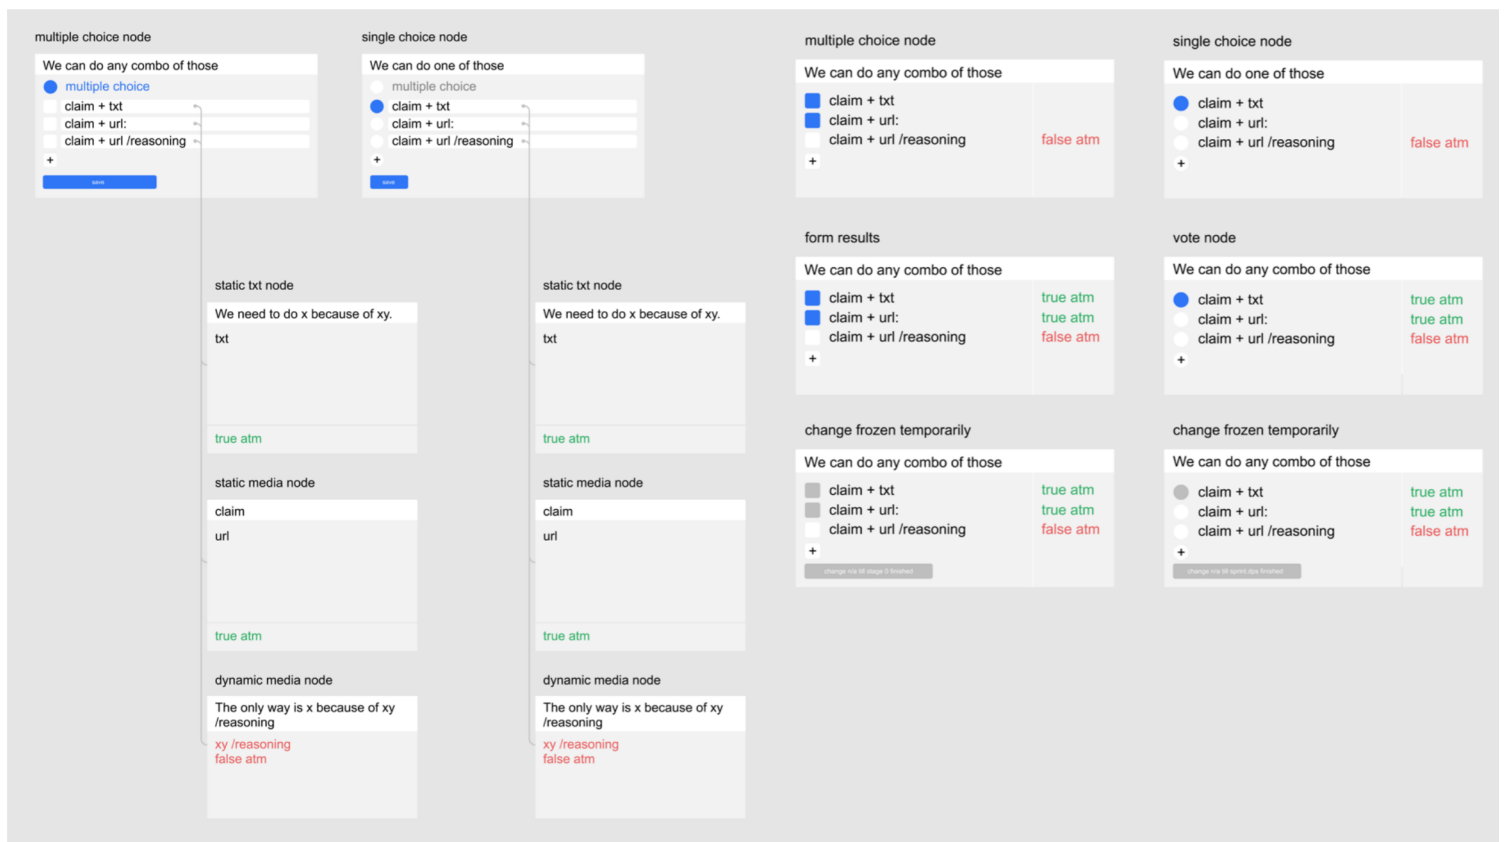 multiple choice node
We can do any combo of those
multiple choice
claim + txt
claim + url:
claim + url /reasoning
+
save
single choice node
We can do one of those
multiple choice
claim + txt
claim + url:
claim + url /reasoning
+
save
static txt node
We need to do x because of xy.
txt
true atm
static media node
claim
url
true atm
dynamic media node
The only way is x because of xy
/reasoning
xy /reasoning
false atm
static txt node
We need to do x because of xy.
txt
true atm
static media node
claim
url
true atm
dynamic media node
The only way is x because of xy
/reasoning
xy /reasoning
false atm
multiple choice node
We can do any combo of those
claim + txt
claim + url:
claim + url /reasoning false atm
+
single choice node
We can do one of those
claim + txt
claim + url:
claim + url /reasoning false atm
+
form results
We can do any combo of those
claim + txt true atm
claim + url: true atm
claim + url /reasoning false atm
+
vote node
We can do any combo of those
claim + txt true atm
claim + url: true atm
claim + url /reasoning false atm
+
change frozen temporarily
We can do any combo of those
claim + txt true atm
claim + url: true atm
claim + url /reasoning false atm
+
change n/a till stage 0 finished
change frozen temporarily
We can do any combo of those
claim + txt true atm
claim + url: true atm
claim + url /reasoning false atm
+
change n/a till sprint.dps finished